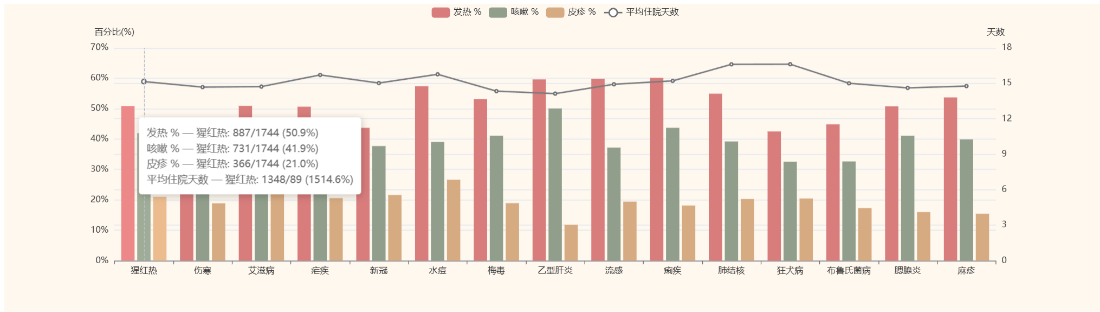 发热 % 咳嗽 % 皮疹 % 平均住院天数
百分比(%) 天数
70% 18
60% 15
50% 12
40% 9
30%
20% 6
10% 3
0% 0
发热 % — 猩红热: 887/1744 (50.9%)
咳嗽 % — 猩红热: 731/1744 (41.9%)
皮疹 % — 猩红热: 366/1744 (21.0%)
平均住院天数 — 猩红热: 1348/89 (1514.6%)
猩红热 伤寒 艾滋病 疟疾 新冠 水痘 梅毒 乙型肝炎 流感 痢疾 肺结核 狂犬病 布鲁氏菌病 腮腺炎 麻疹